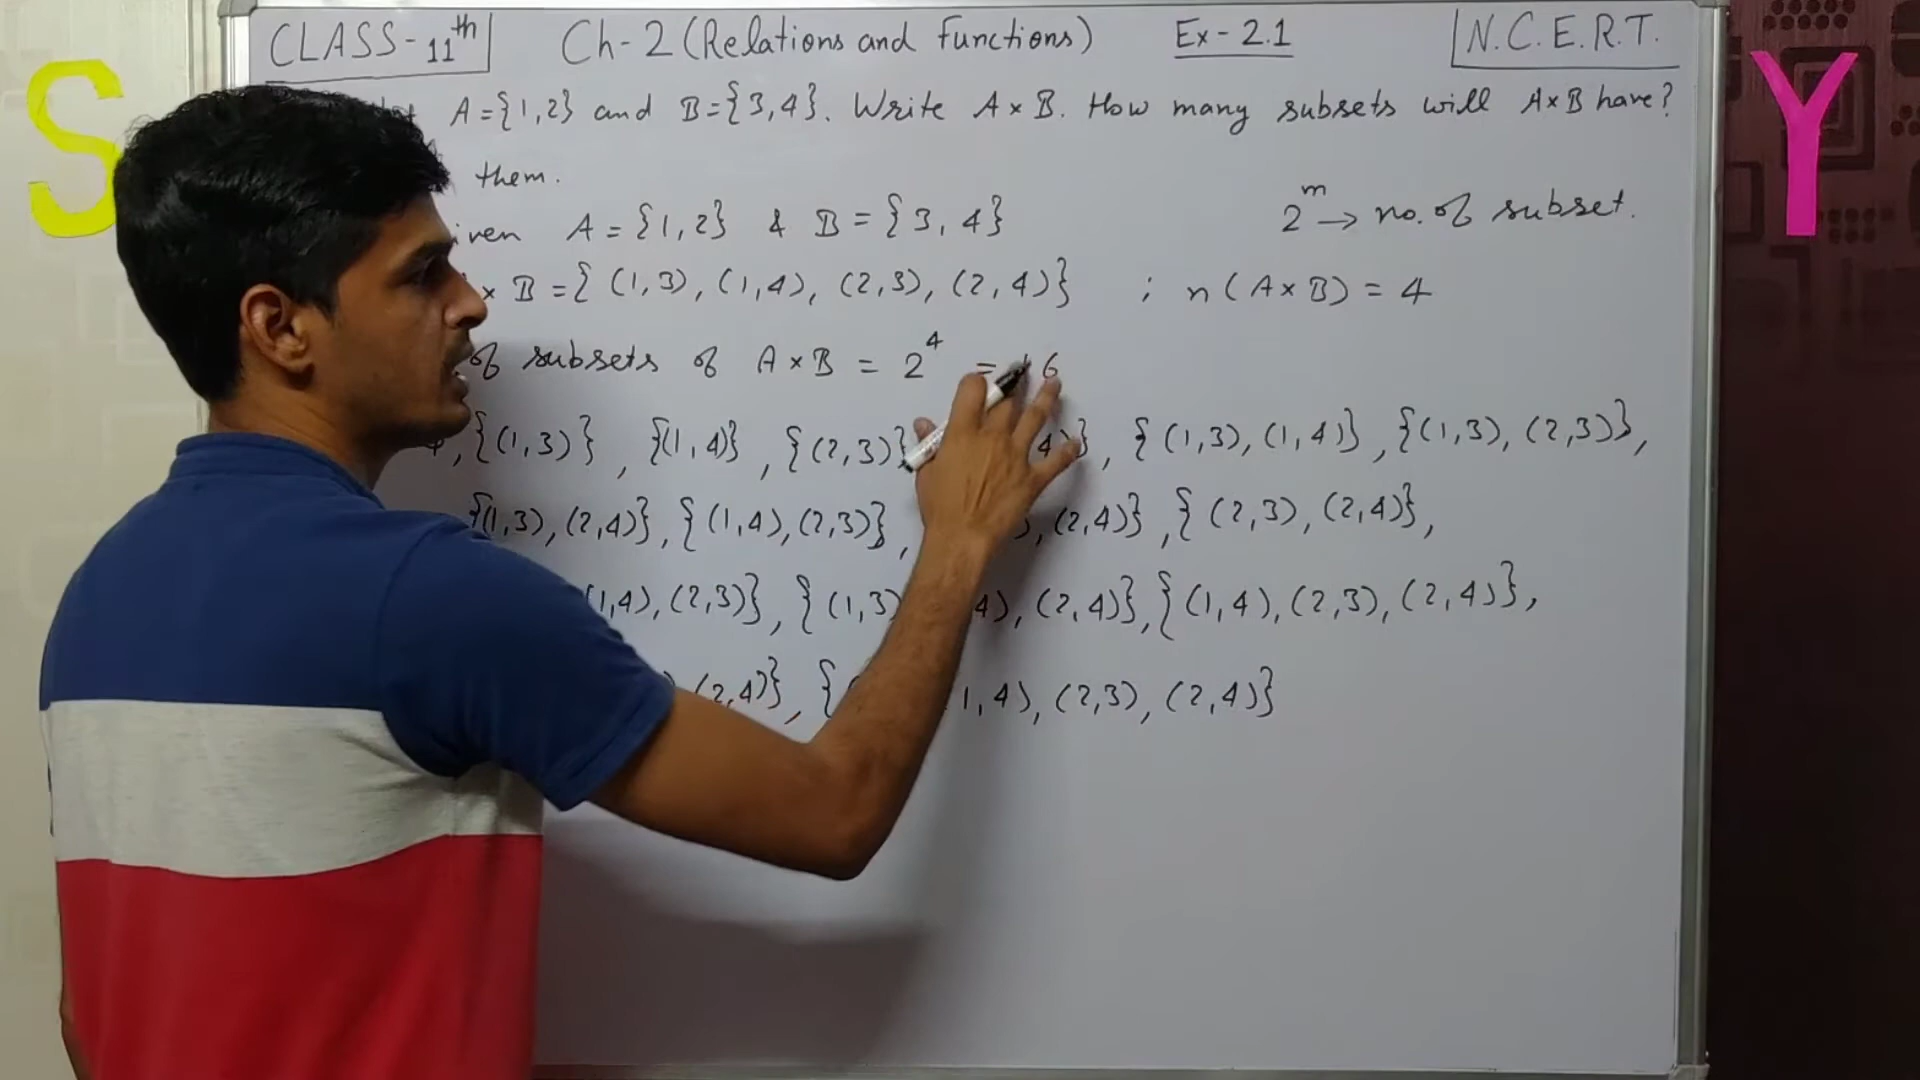 CLASS-11th Ch-2 (Relations and Functions) Ex-2.1 N.C.E.R.T.
S Y
A={1,2} and B={3,4}. Write A×B. How many subsets will A×B have?
them.
A = {1,2} & B = {3, 4}
2^m → no. of subset.
× B = { (1,3), (1,4), (2,3), (2,4)} ; n(A×B) = 4
of subsets of A×B = 2^4 = 16
, {(1,3)}, {(1,4)}, {(2,3)} 4)}, {(1,3),(1,4)}, {(1,3),(2,3)},
{(1,3),(2,4)}, {(1,4),(2,3)}, ),(2,4)}, {(2,3),(2,4)},
(1,4),(2,3)}, {(1,3) 4),(2,4)}, {(1,4),(2,3),(2,4)},
(2,4)}, {( 1,4),(2,3),(2,4)}